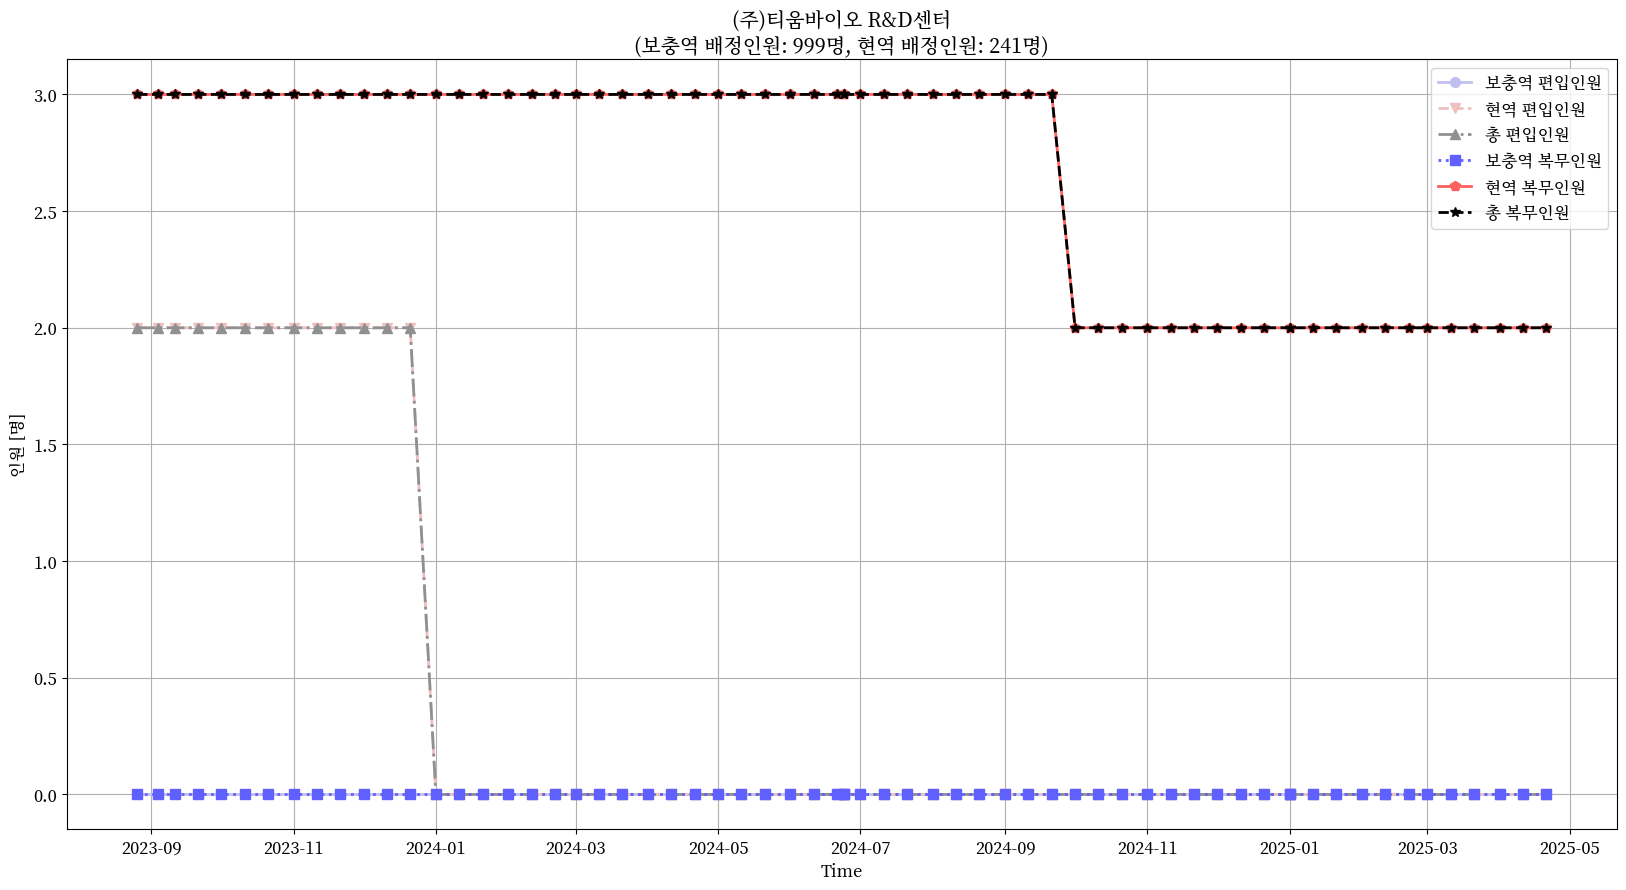 (주)티움바이오 R&D센터
(보충역 배정인원: 999명, 현역 배정인원: 241명)
보충역 편입인원
현역 편입인원
총 편입인원
보충역 복무인원
현역 복무인원
총 복무인원
인원 [명]
3.0
2.5
2.0
1.5
1.0
0.5
0.0
2023-09
2023-11
2024-01
2024-03
2024-05
2024-07
2024-09
2024-11
2025-01
2025-03
2025-05
Time